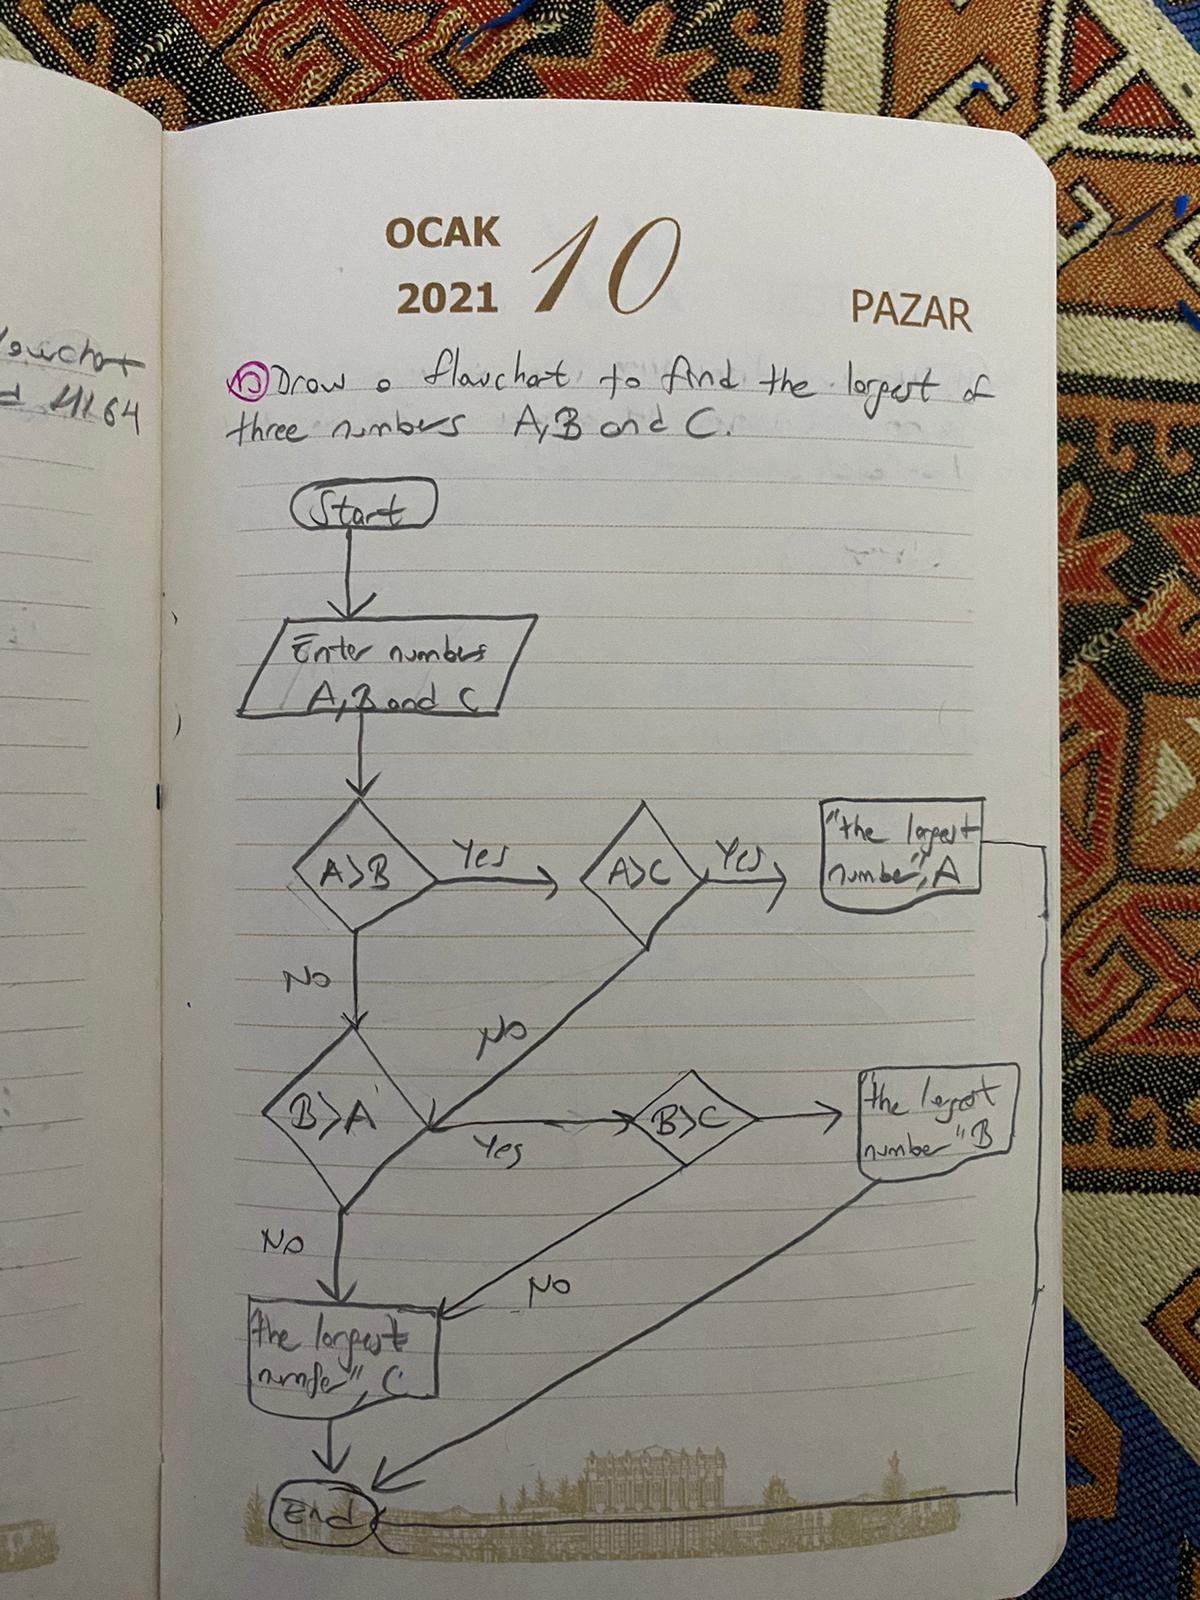 lowchart
d 41 64
OCAK
2021
10
PAZAR
Draw a flowchart to find the largest of
three numbers A, B and C.
Start
Enter numbers
A, B and C
A>B
Yes
A>C
Yes
"the largest
number", A
No
No
B>A
Yes
B>C
the largest
number" B
No
No
the largest
number", C
End